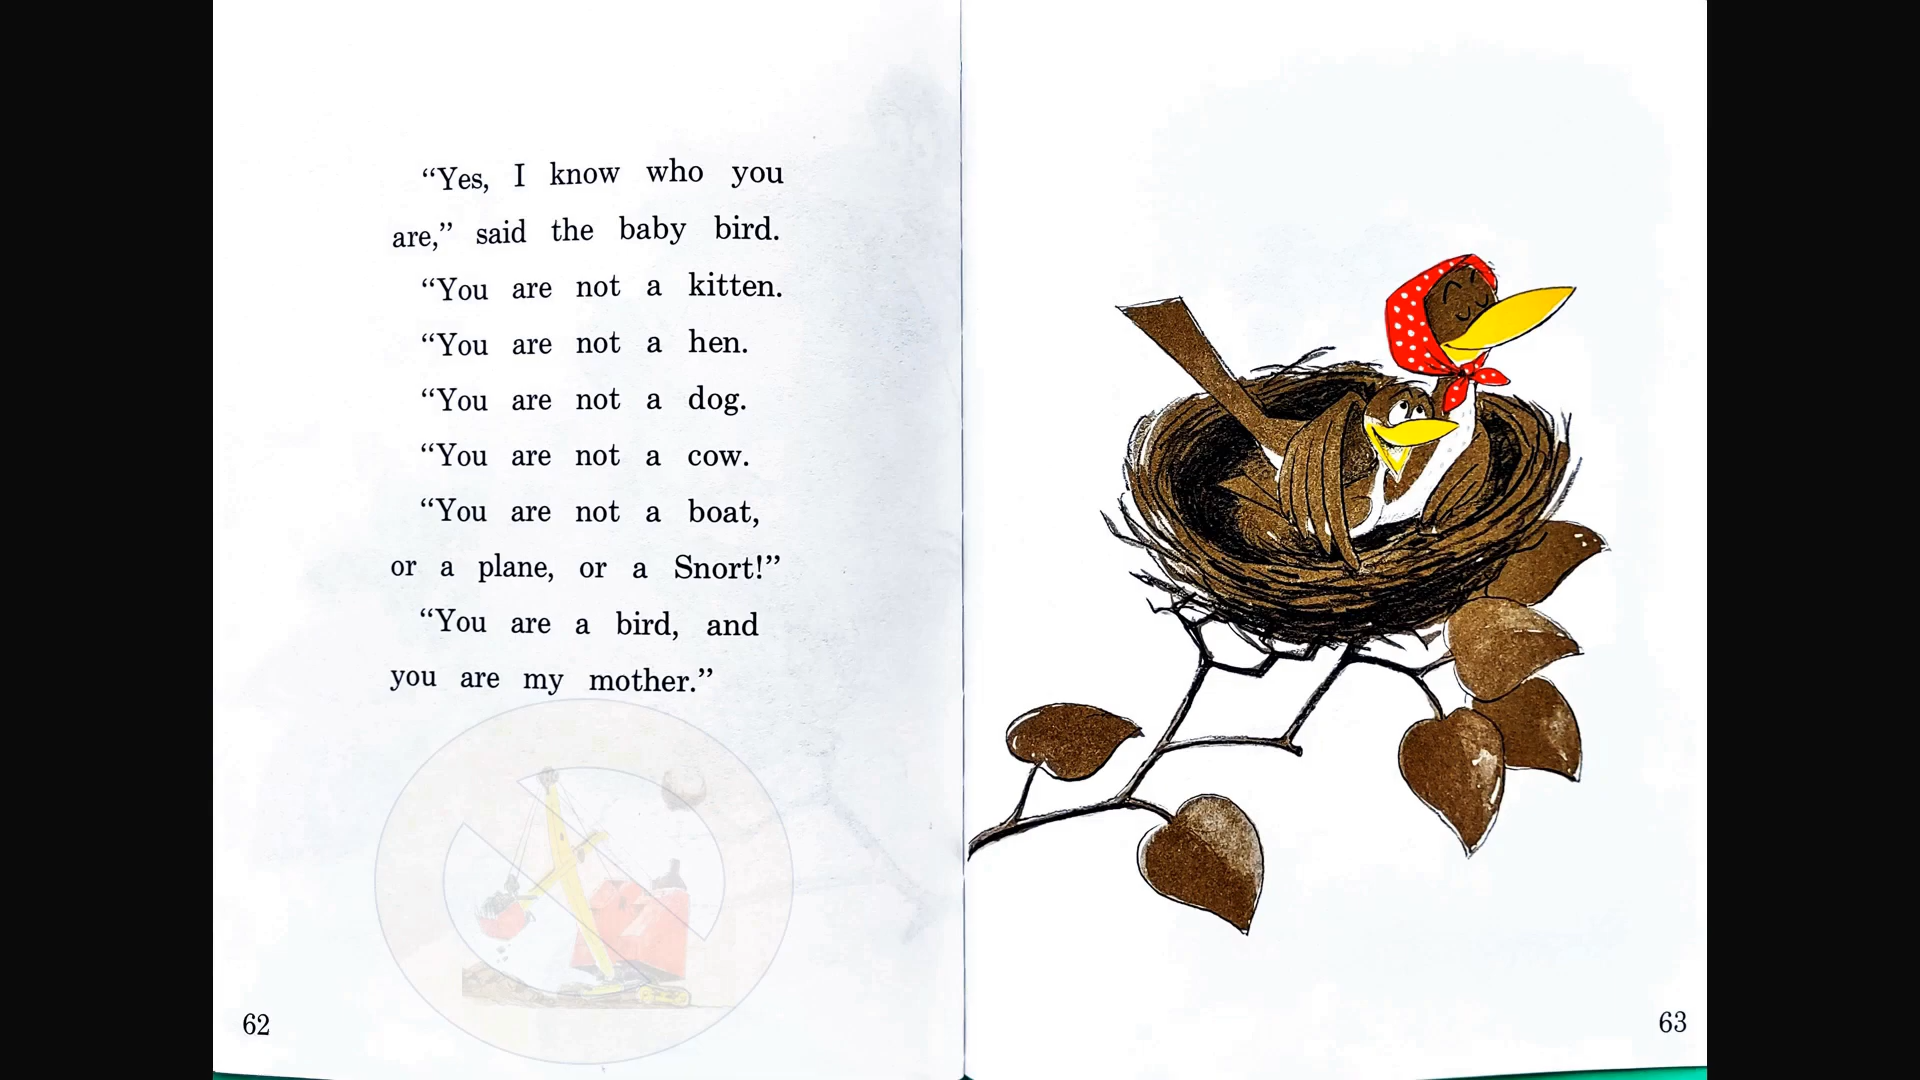 “Yes, I know who you
are,” said the baby bird.
“You are not a kitten.
“You are not a hen.
“You are not a dog.
“You are not a cow.
“You are not a boat,
or a plane, or a Snort!”
“You are a bird, and
you are my mother.”
62
63